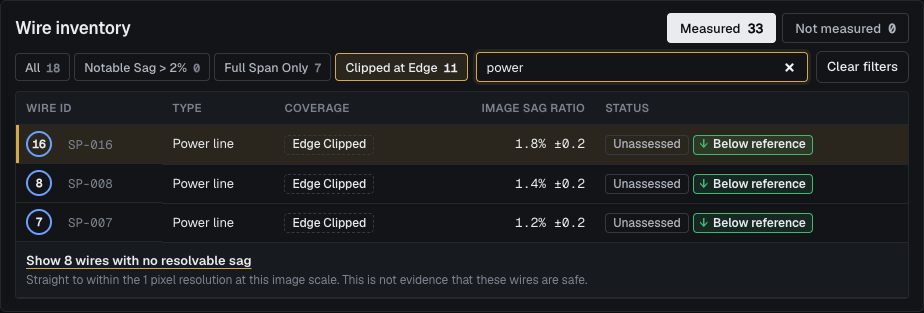 Wire inventory
Measured 33
Not measured 0
All 18
Notable Sag > 2% 0
Full Span Only 7
Clipped at Edge 11
power ×
Clear filters
WIRE ID TYPE COVERAGE IMAGE SAG RATIO STATUS
16 SP-016 Power line Edge Clipped 1.8% ±0.2 Unassessed ↓ Below reference
8 SP-008 Power line Edge Clipped 1.4% ±0.2 Unassessed ↓ Below reference
7 SP-007 Power line Edge Clipped 1.2% ±0.2 Unassessed ↓ Below reference
Show 8 wires with no resolvable sag
Straight to within the 1 pixel resolution at this image scale. This is not evidence that these wires are safe.